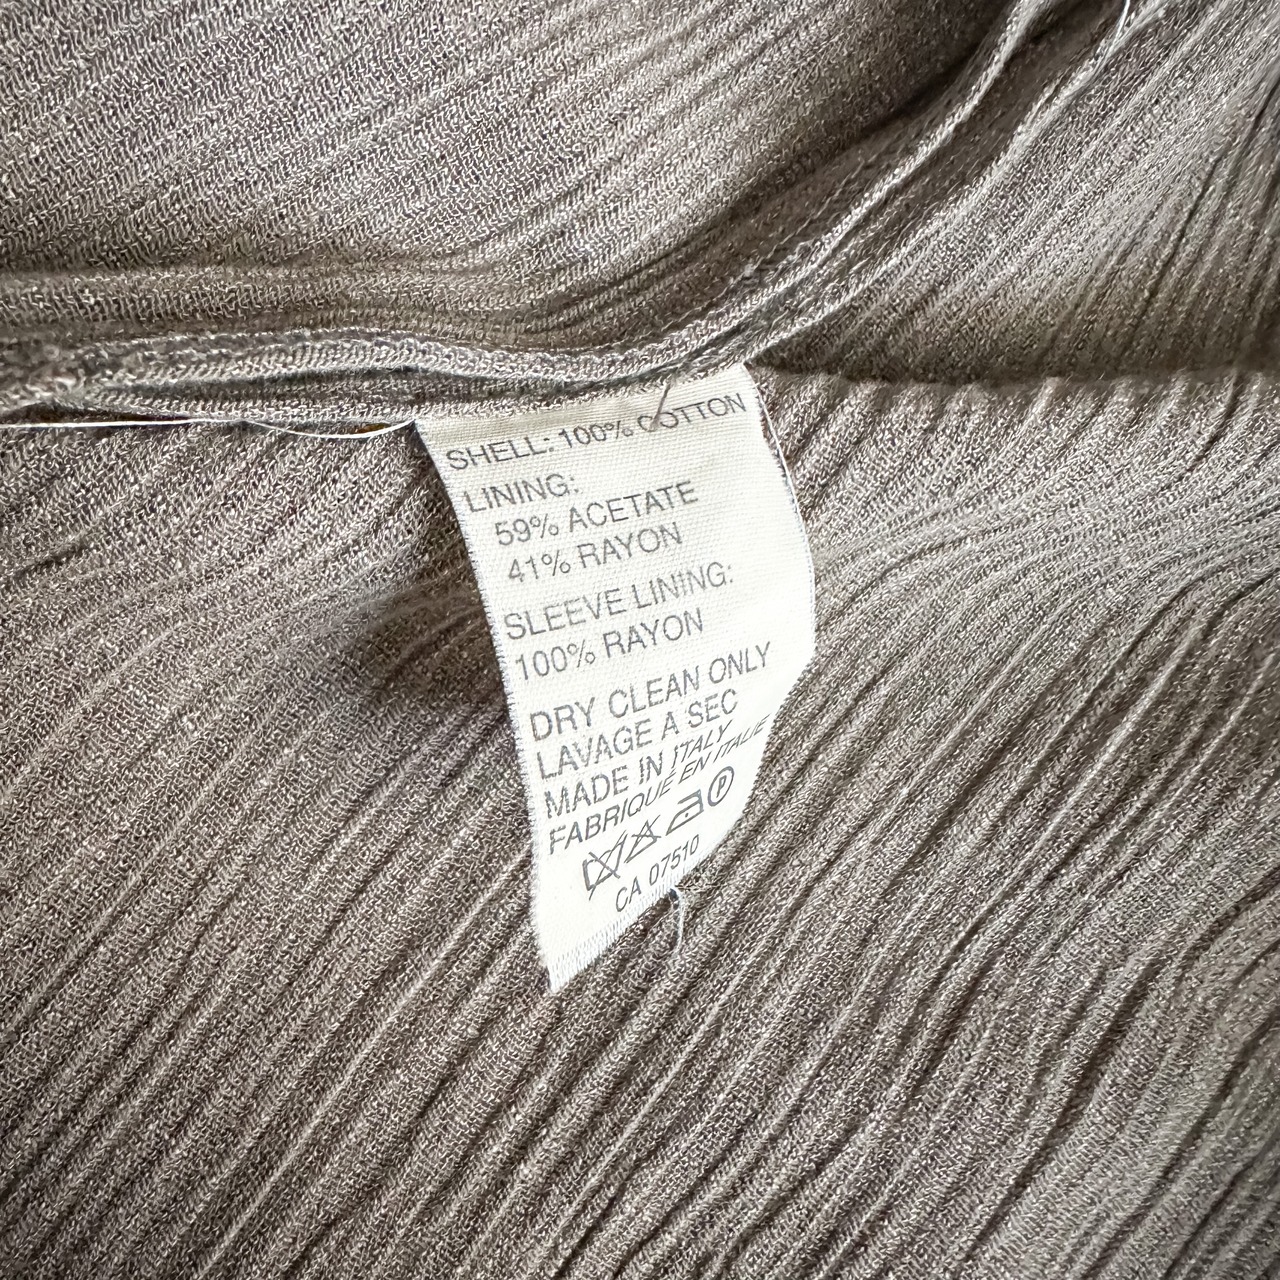 SHELL: 100% COTTON
LINING:
59% ACETATE
41% RAYON
SLEEVE LINING:
100% RAYON
DRY CLEAN ONLY
LAVAGE A SEC
MADE IN ITALY
FABRIQUÉ EN ITALIE
P
CA 07510